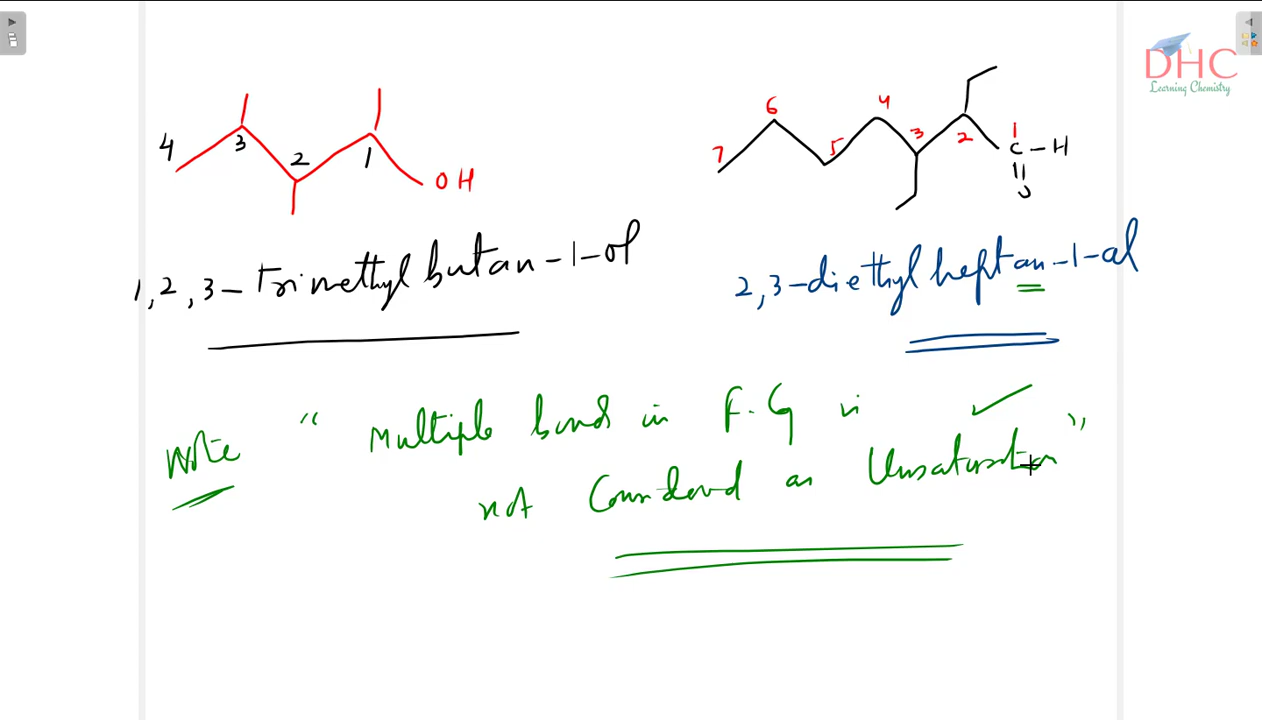 DHC
Learning Chemistry
4 3 2 1 OH
7 6 5 4 3 2 1 C-H
O
1,2,3-Trimethyl butan-1-ol
2,3-diethyl heptan-1-al
Note " Multiple bond in F.G is
not Considered as Unsaturation "